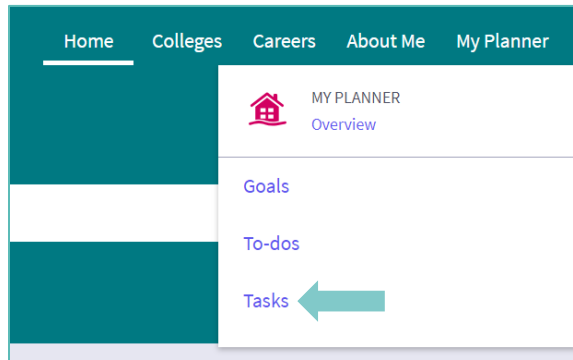 Home Colleges Careers About Me My Planner
MY PLANNER
Overview
Goals
To-dos
Tasks